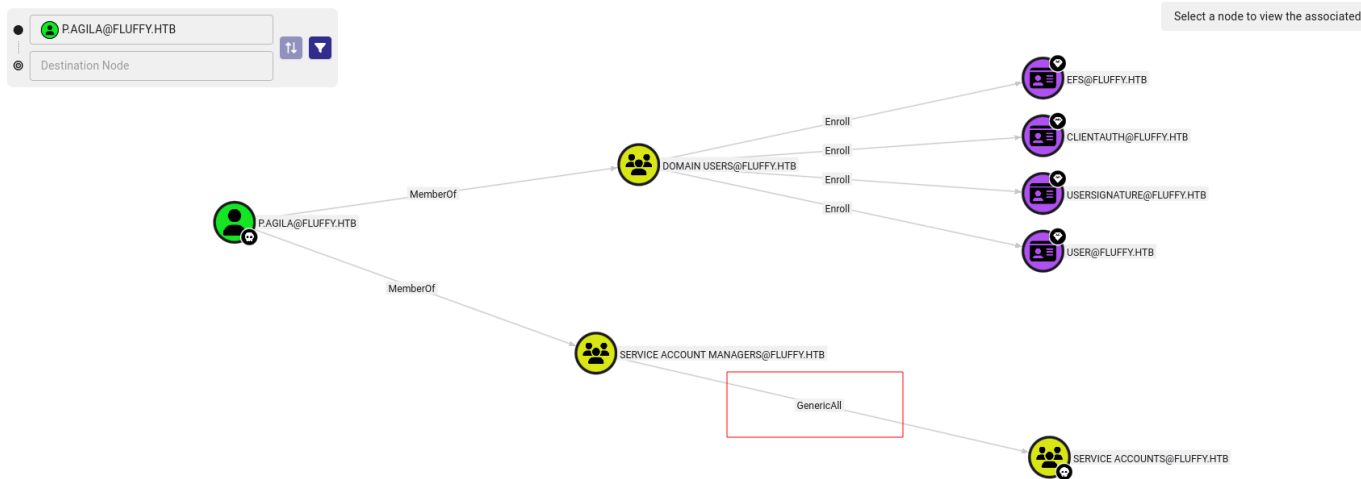 P.AGILA@FLUFFY.HTB
Destination Node
Select a node to view the associated
EFS@FLUFFY.HTB
Enroll
CLIENTAUTH@FLUFFY.HTB
Enroll
DOMAIN USERS@FLUFFY.HTB
Enroll
USERSIGNATURE@FLUFFY.HTB
MemberOf
Enroll
P.AGILA@FLUFFY.HTB
USER@FLUFFY.HTB
MemberOf
SERVICE ACCOUNT MANAGERS@FLUFFY.HTB
GenericAll
SERVICE ACCOUNTS@FLUFFY.HTB